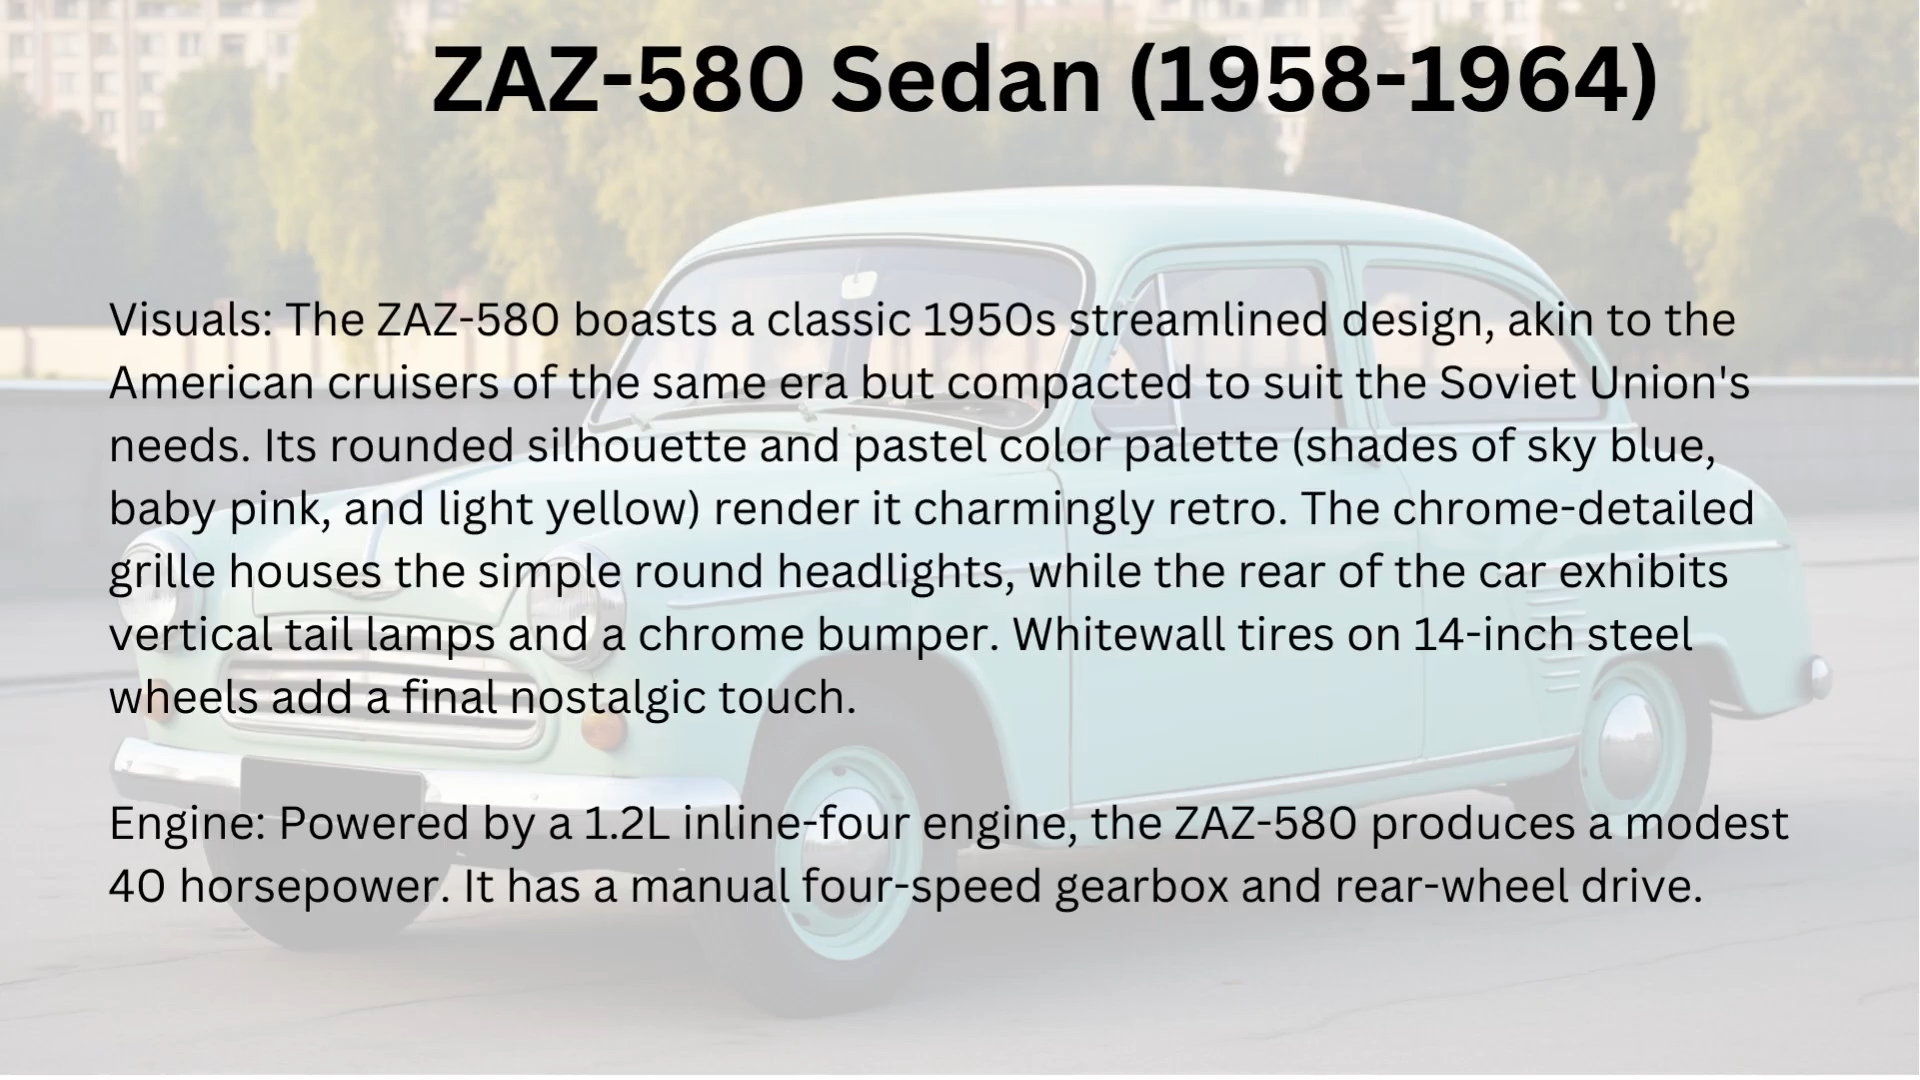 ZAZ-580 Sedan (1958-1964)
Visuals: The ZAZ-580 boasts a classic 1950s streamlined design, akin to the
American cruisers of the same era but compacted to suit the Soviet Union's
needs. Its rounded silhouette and pastel color palette (shades of sky blue,
baby pink, and light yellow) render it charmingly retro. The chrome-detailed
grille houses the simple round headlights, while the rear of the car exhibits
vertical tail lamps and a chrome bumper. Whitewall tires on 14-inch steel
wheels add a final nostalgic touch.
Engine: Powered by a 1.2L inline-four engine, the ZAZ-580 produces a modest
40 horsepower. It has a manual four-speed gearbox and rear-wheel drive.